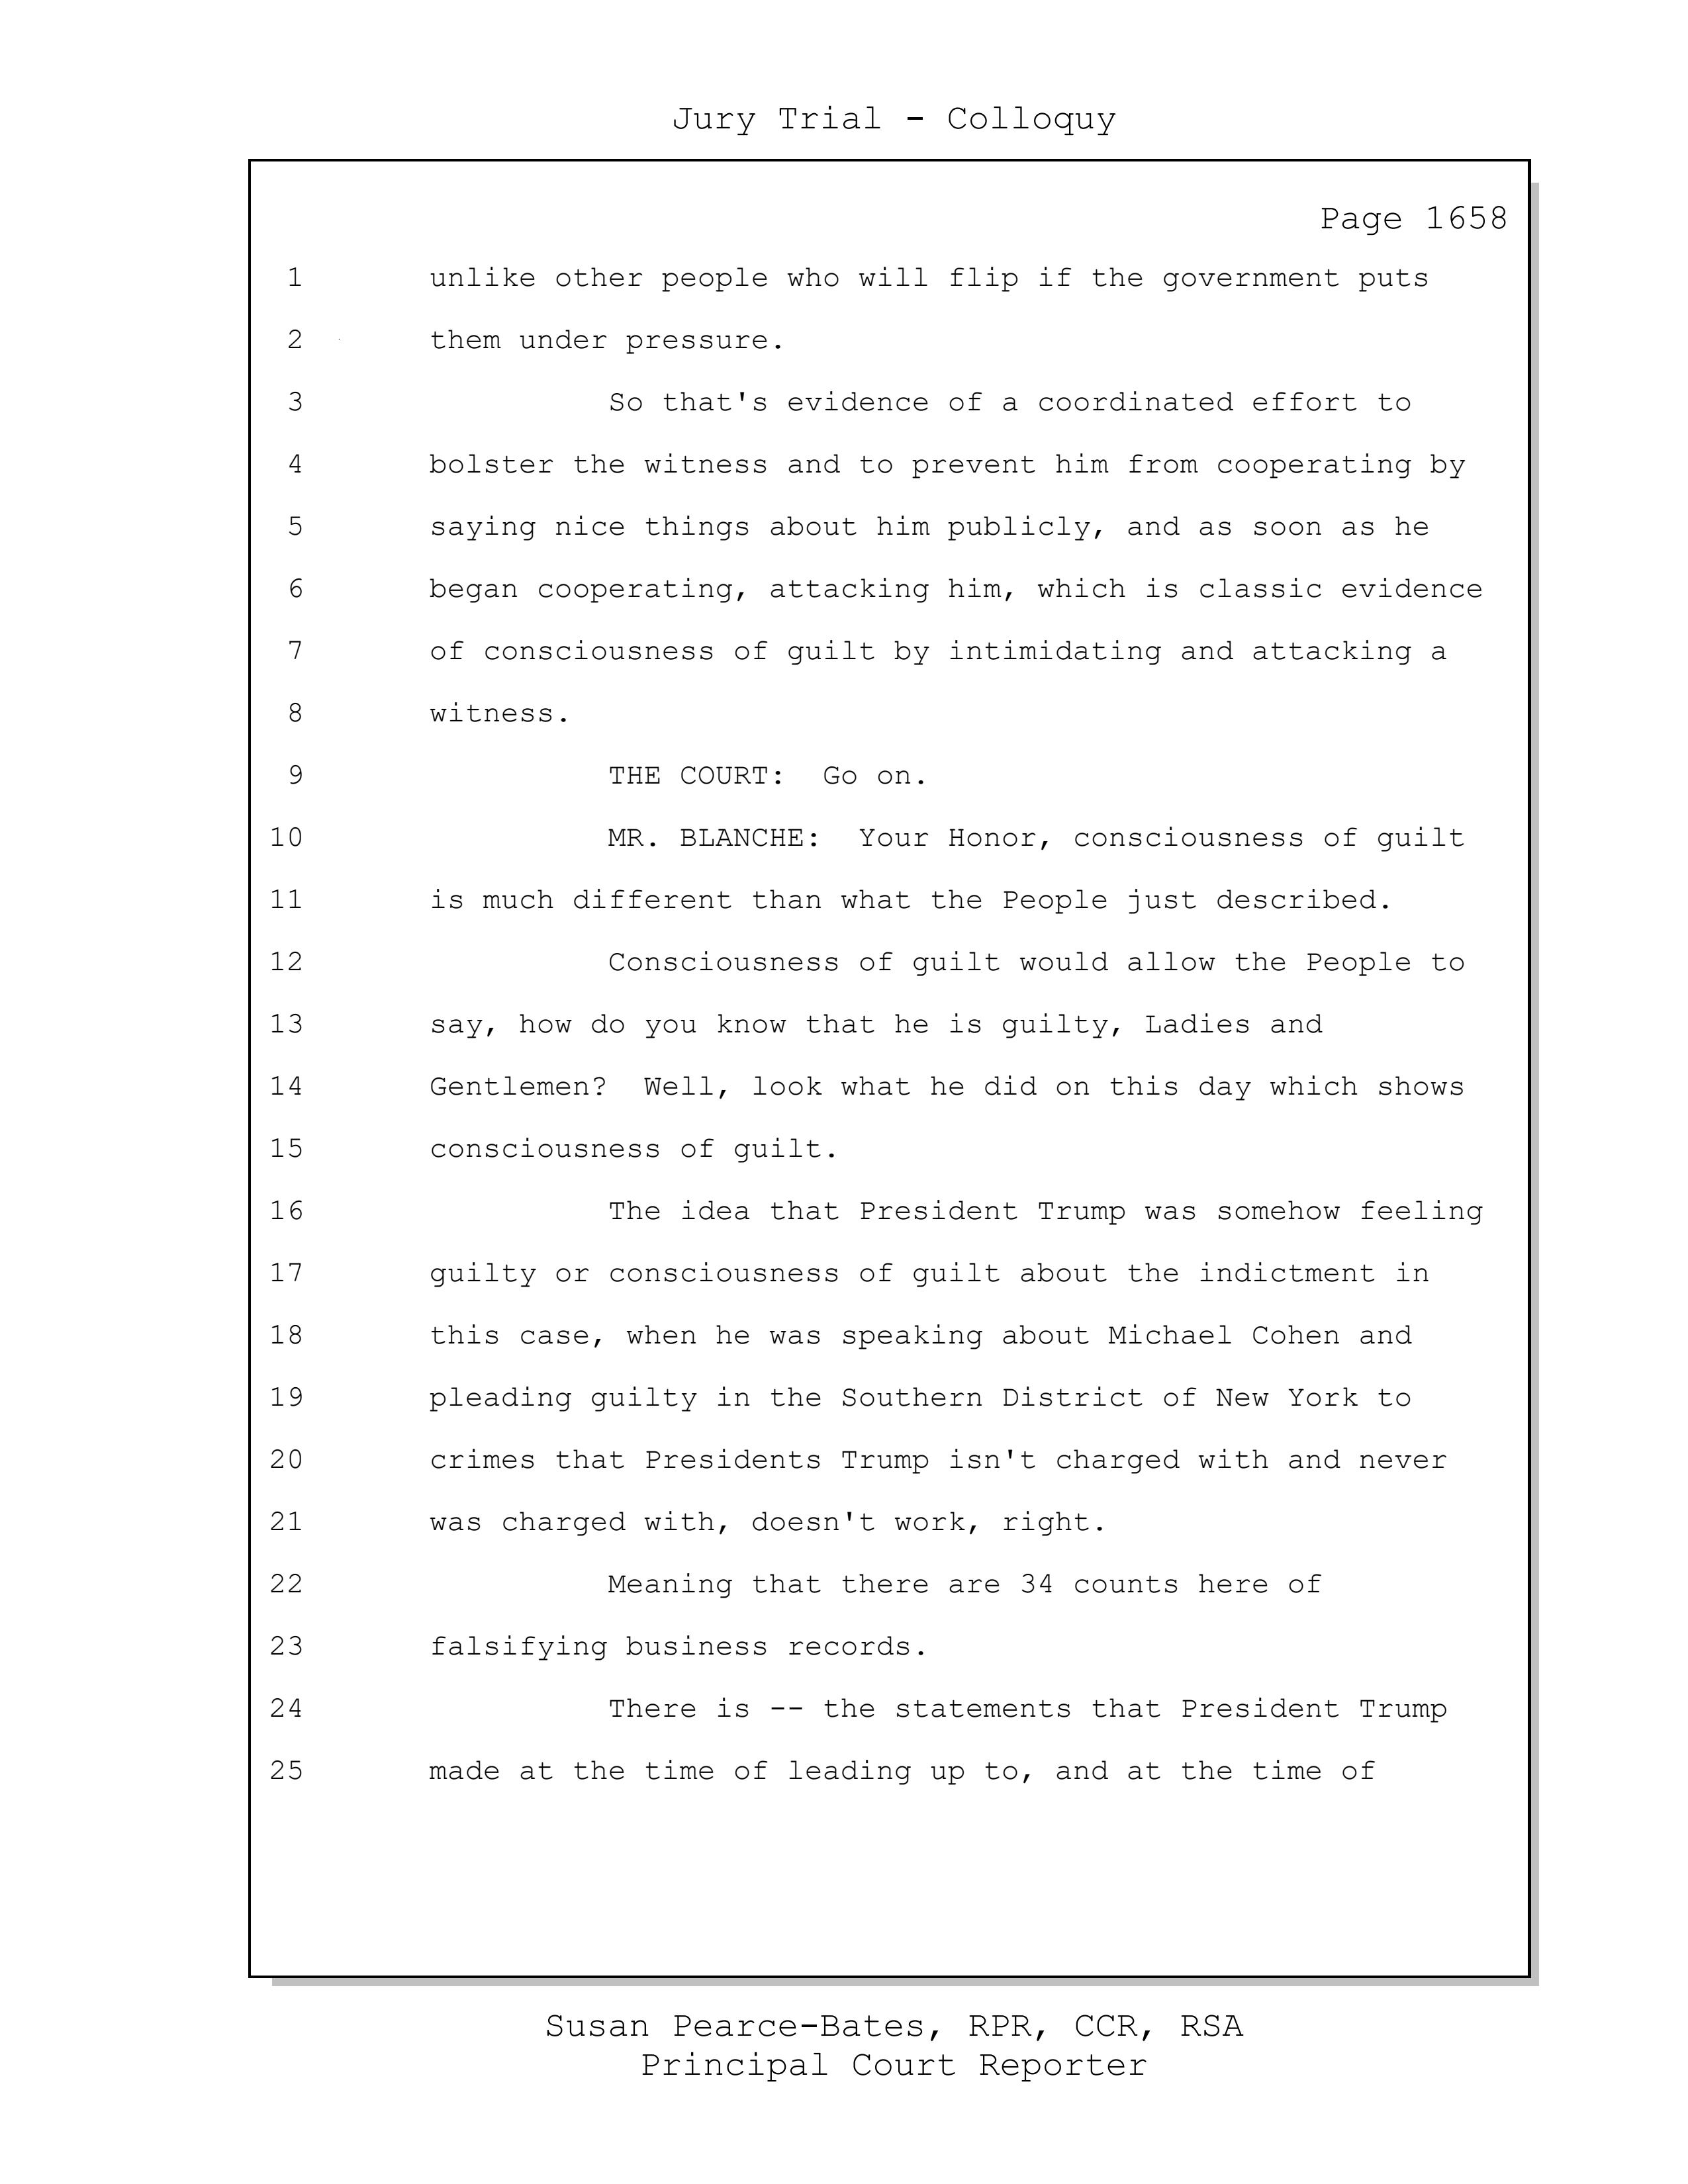 Jury Trial - Colloquy
Page 1658
1 unlike other people who will flip if the government puts
2 them under pressure.
3 So that's evidence of a coordinated effort to
4 bolster the witness and to prevent him from cooperating by
5 saying nice things about him publicly, and as soon as he
6 began cooperating, attacking him, which is classic evidence
7 of consciousness of guilt by intimidating and attacking a
8 witness.
9 THE COURT:  Go on.
10 MR. BLANCHE:  Your Honor, consciousness of guilt
11 is much different than what the People just described.
12 Consciousness of guilt would allow the People to
13 say, how do you know that he is guilty, Ladies and
14 Gentlemen?  Well, look what he did on this day which shows
15 consciousness of guilt.
16 The idea that President Trump was somehow feeling
17 guilty or consciousness of guilt about the indictment in
18 this case, when he was speaking about Michael Cohen and
19 pleading guilty in the Southern District of New York to
20 crimes that Presidents Trump isn't charged with and never
21 was charged with, doesn't work, right.
22 Meaning that there are 34 counts here of
23 falsifying business records.
24 There is -- the statements that President Trump
25 made at the time of leading up to, and at the time of
Susan Pearce-Bates, RPR, CCR, RSA
Principal Court Reporter